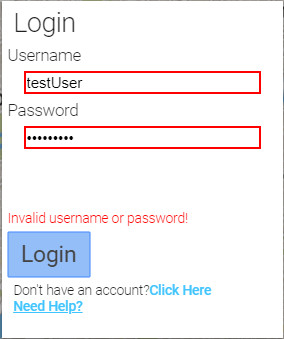 Login
Username
testUser
Password
•••••••••
Invalid username or password!
Login
Don't have an account?Click Here
Need Help?